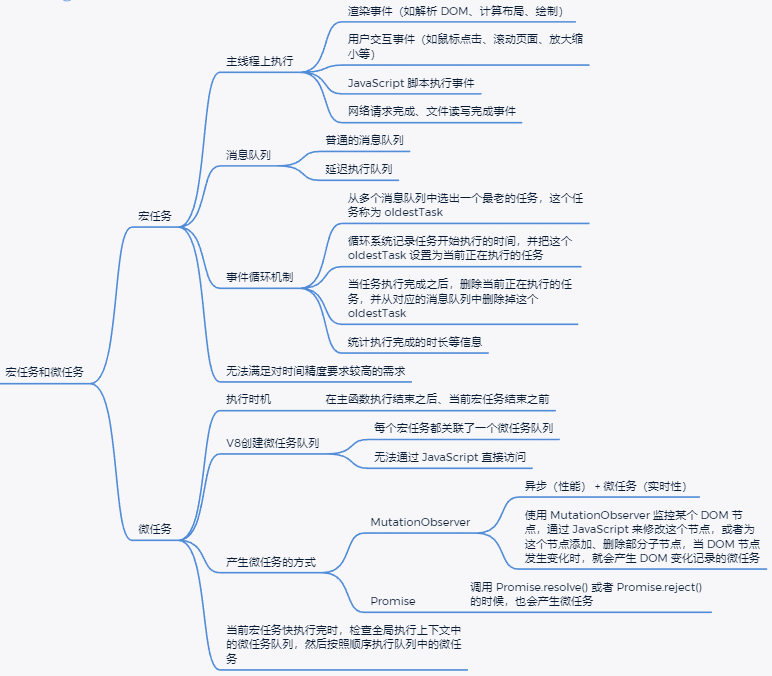 渲染事件（如解析 DOM、计算布局、绘制）
用户交互事件（如鼠标点击、滚动页面、放大缩
小等）
主线程上执行
JavaScript 脚本执行事件
网络请求完成、文件读写完成事件
普通的消息队列
消息队列
延迟执行队列
从多个消息队列中选出一个最老的任务，这个任
务称为 oldestTask
宏任务
循环系统记录任务开始执行的时间，并把这个
oldestTask 设置为当前正在执行的任务
事件循环机制
当任务执行完成之后，删除当前正在执行的任
务，并从对应的消息队列中删除掉这个
oldestTask
统计执行完成的时长等信息
宏任务和微任务
无法满足对时间精度要求较高的需求
执行时机
在主函数执行结束之后、当前宏任务结束之前
每个宏任务都关联了一个微任务队列
V8创建微任务队列
无法通过 JavaScript 直接访问
异步（性能）+ 微任务（实时性）
MutationObserver
使用 MutationObserver 监控某个 DOM 节
点，通过 JavaScript 来修改这个节点，或者为
这个节点添加、删除部分子节点，当 DOM 节点
发生变化时，就会产生 DOM 变化记录的微任务
微任务
产生微任务的方式
Promise
调用 Promise.resolve() 或者 Promise.reject()
的时候，也会产生微任务
当前宏任务快执行完时，检查全局执行上下文中
的微任务队列，然后按照顺序执行队列中的微任
务